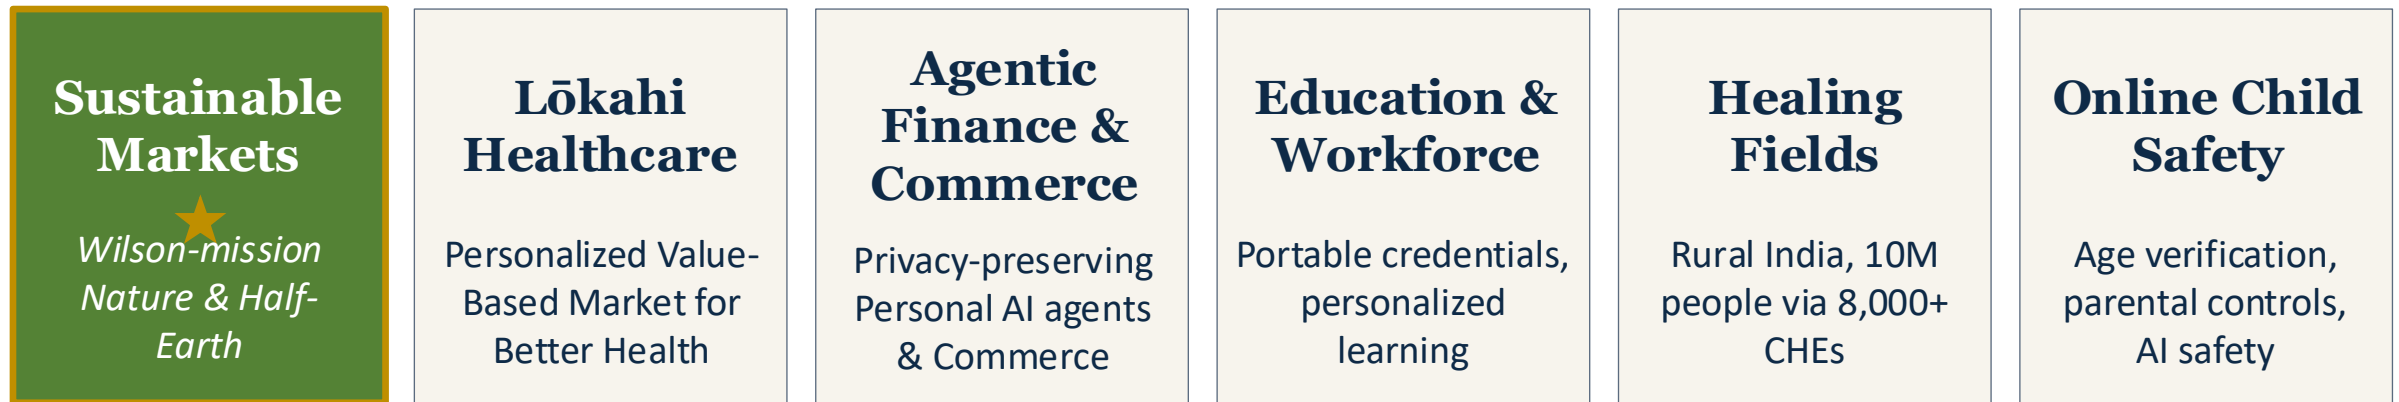 Sustainable
Markets
Wilson-mission
Nature & Half-
Earth
Lōkahi
Healthcare
Personalized Value-
Based Market for
Better Health
Agentic
Finance &
Commerce
Privacy-preserving
Personal AI agents
& Commerce
Education &
Workforce
Portable credentials,
personalized
learning
Healing
Fields
Rural India, 10M
people via 8,000+
CHEs
Online Child
Safety
Age verification,
parental controls,
AI safety